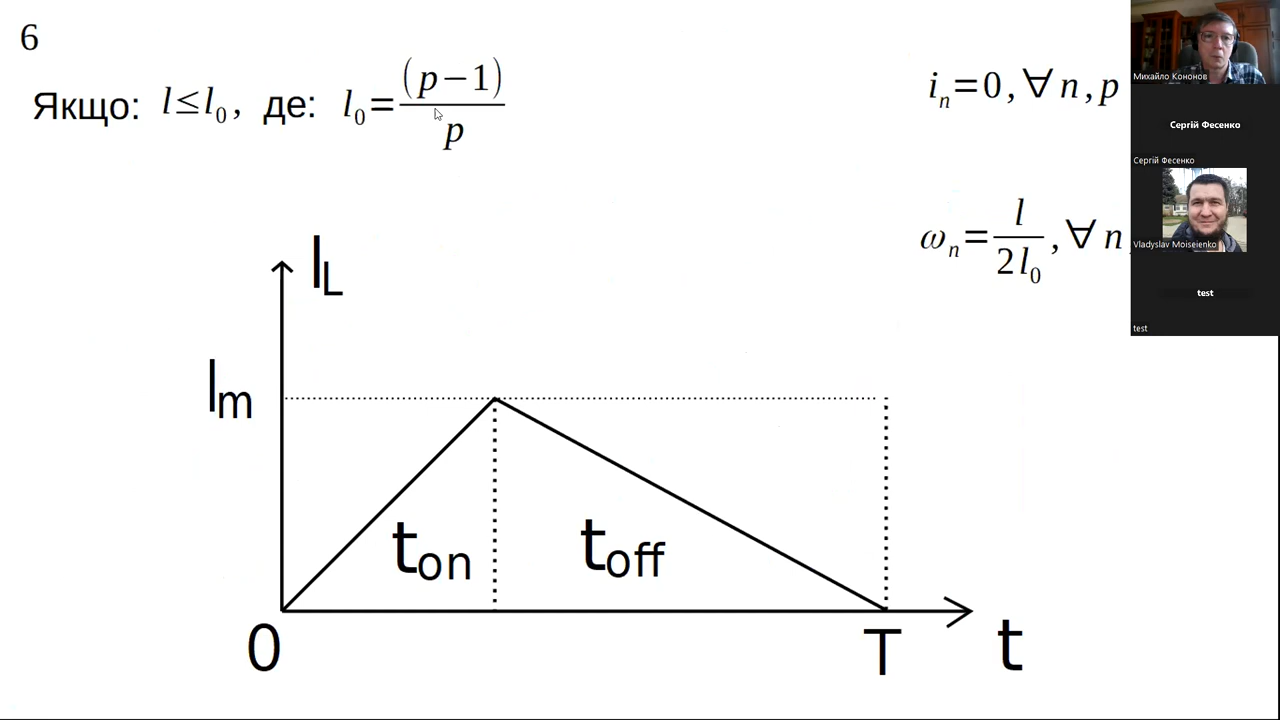 6
Якщо: l≤l₀, де: l₀=(p−1)/p
iₙ=0,∀n,p
ωₙ=l/2l₀,∀n
I_L
I_m
t_on
t_off
0
T
t
Михайло Кононов
Сергій Фесенко
Сергій Фесенко
Vladyslav Moiseienko
test
test